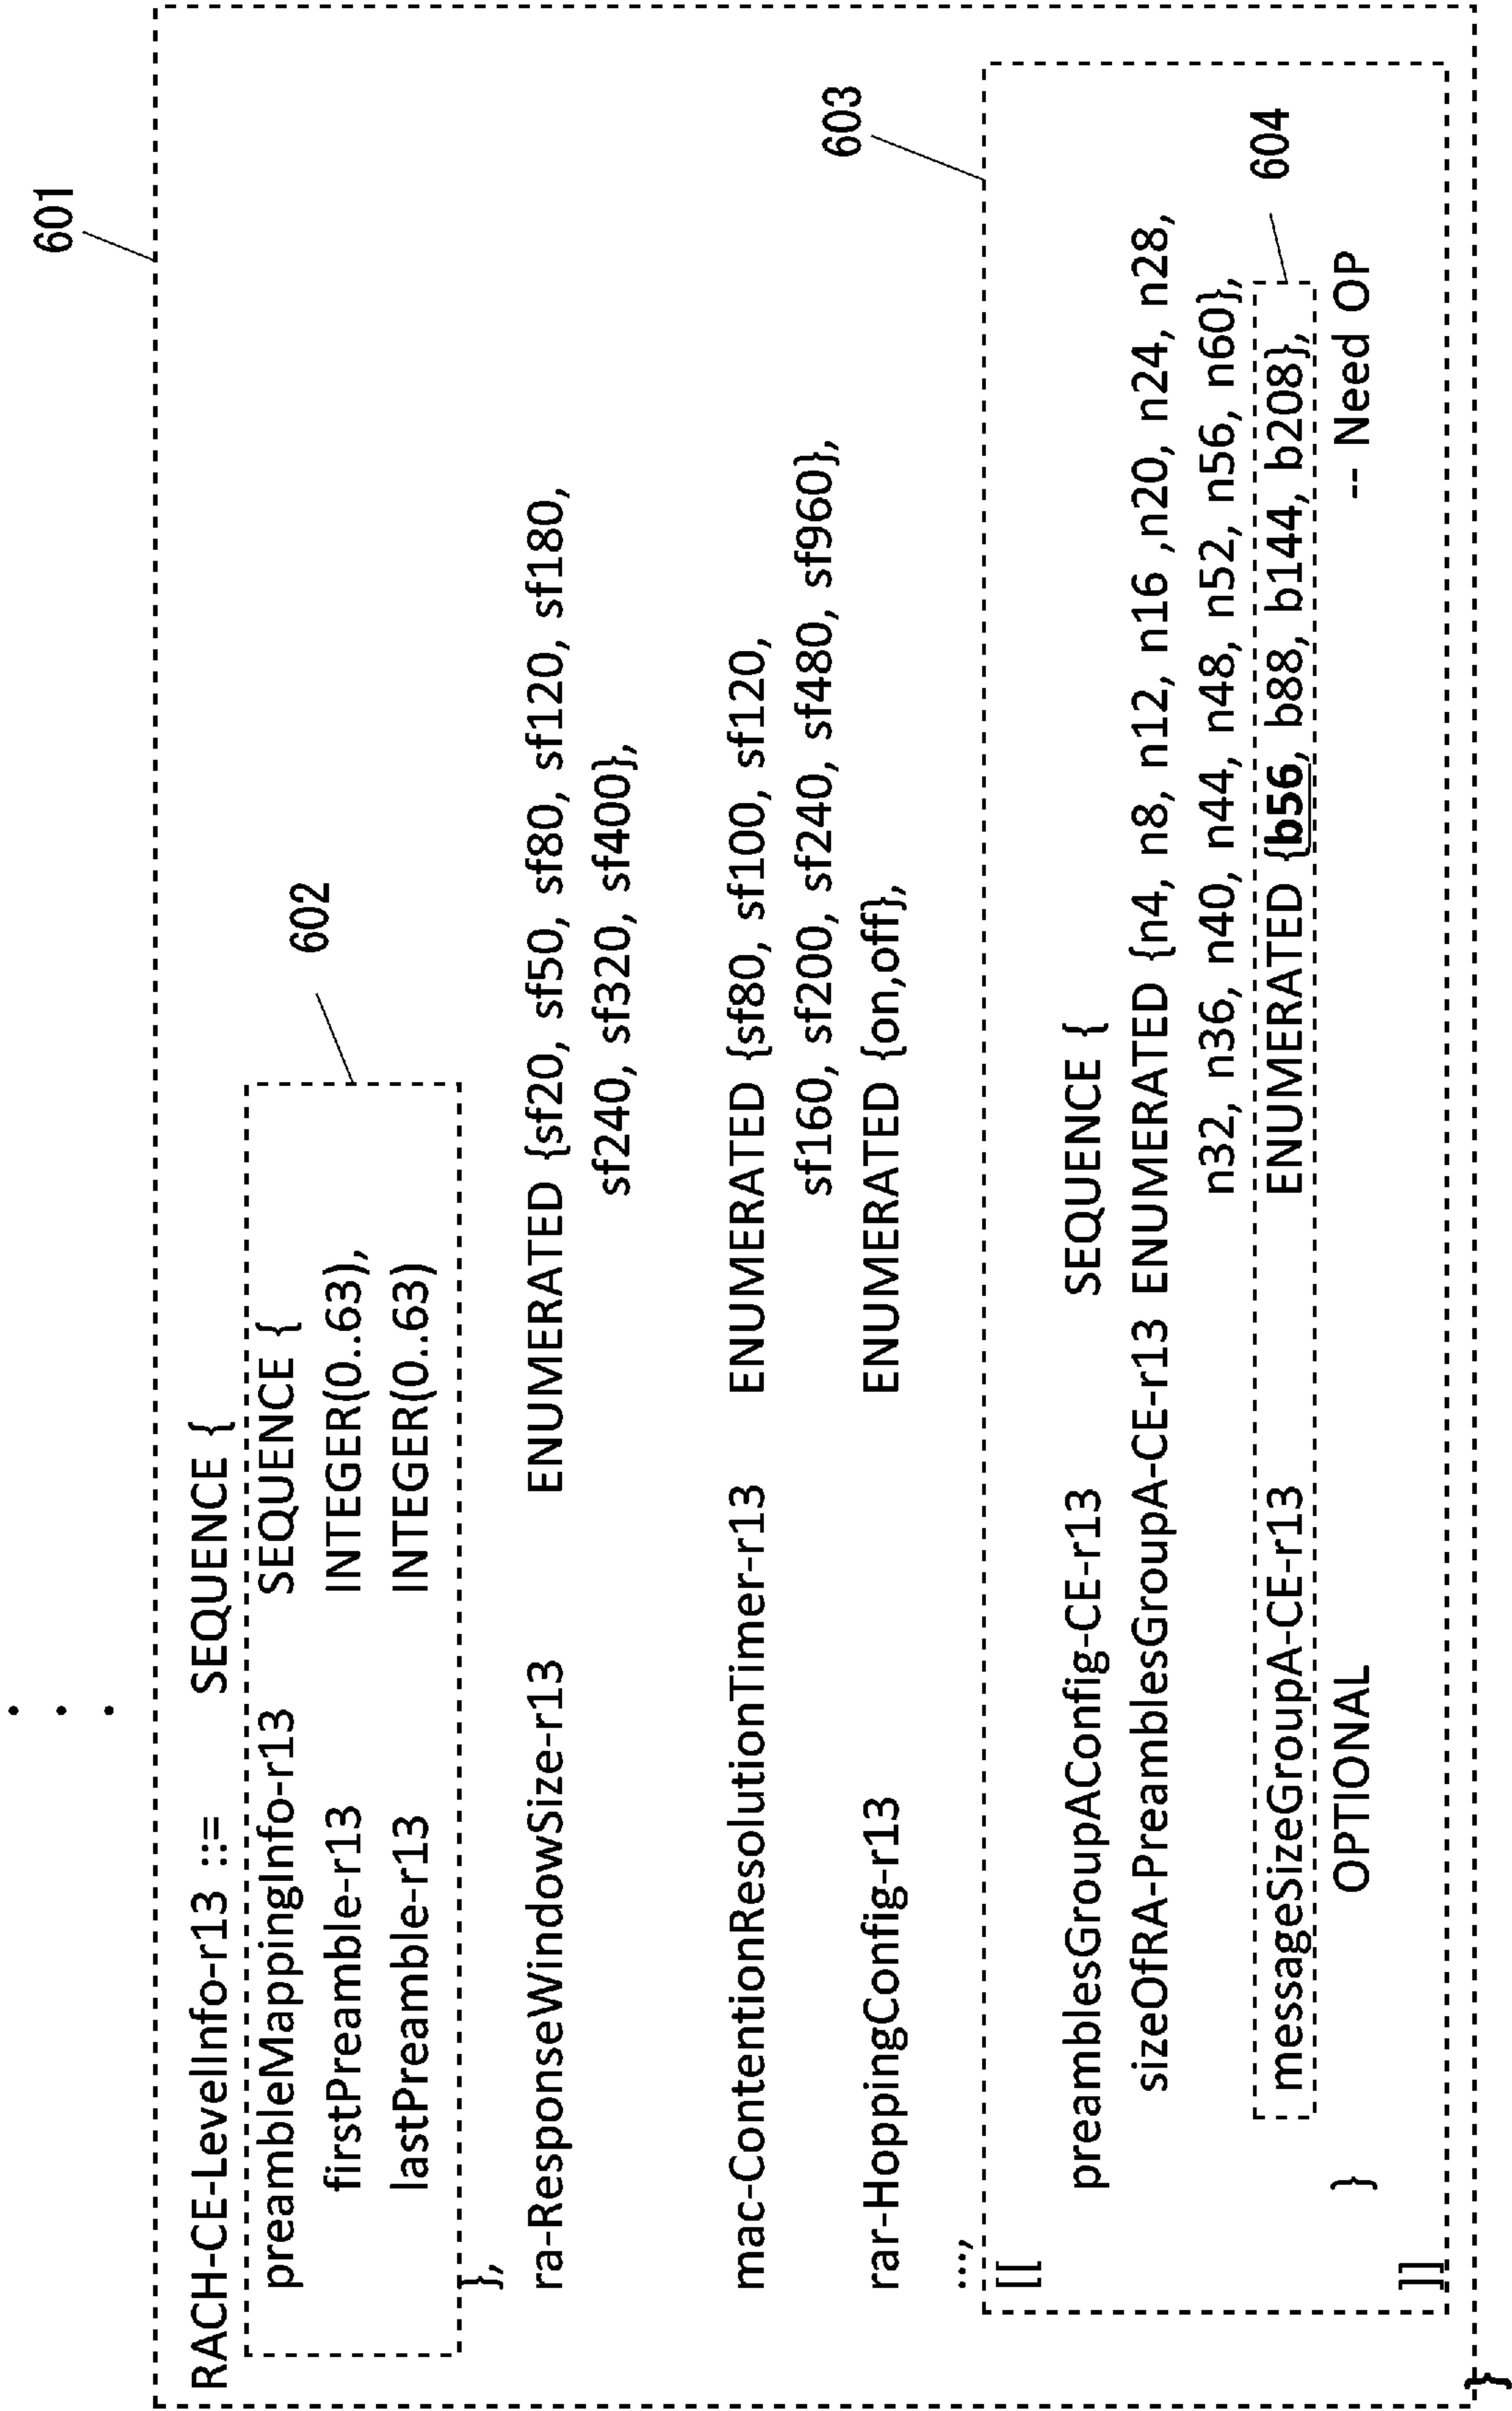 601
RACH-CE-LevelInfo-r13 ::= SEQUENCE {
preambleMappingInfo-r13 SEQUENCE {
firstPreamble-r13 INTEGER(0..63),
lastPreamble-r13 INTEGER(0..63)
602
},
ra-ResponseWindowSize-r13 ENUMERATED {sf20, sf50, sf80, sf120, sf180,
sf240, sf320, sf400},
mac-ContentionResolutionTimer-r13 ENUMERATED {sf80, sf100, sf120,
sf160, sf200, sf240, sf480, sf960},
rar-HoppingConfig-r13 ENUMERATED {on,off},
603
...,
[[
preamblesGroupAConfig-CE-r13 SEQUENCE {
sizeOfRA-PreamblesGroupA-CE-r13 ENUMERATED {n4, n8, n12, n16 ,n20, n24, n28,
n32, n36, n40, n44, n48, n52, n56, n60},
604
messageSizeGroupA-CE-r13 ENUMERATED {b56, b88, b144, b208},
} OPTIONAL -- Need OP
]]
}